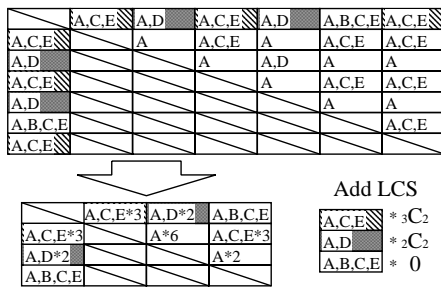 A,C,E A,D A,C,E A,D A,B,C,E A,C,E
A,C,E A A,C,E A A,C,E A,C,E
A,D A A,D A A
A,C,E A A,C,E A,C,E
A,D A A
A,B,C,E A,C,E
A,C,E
Add LCS
A,C,E * ₃C₂
A,D * ₂C₂
A,B,C,E * 0
A,C,E*3 A,D*2 A,B,C,E
A,C,E*3 A*6 A,C,E*3
A,D*2 A*2
A,B,C,E